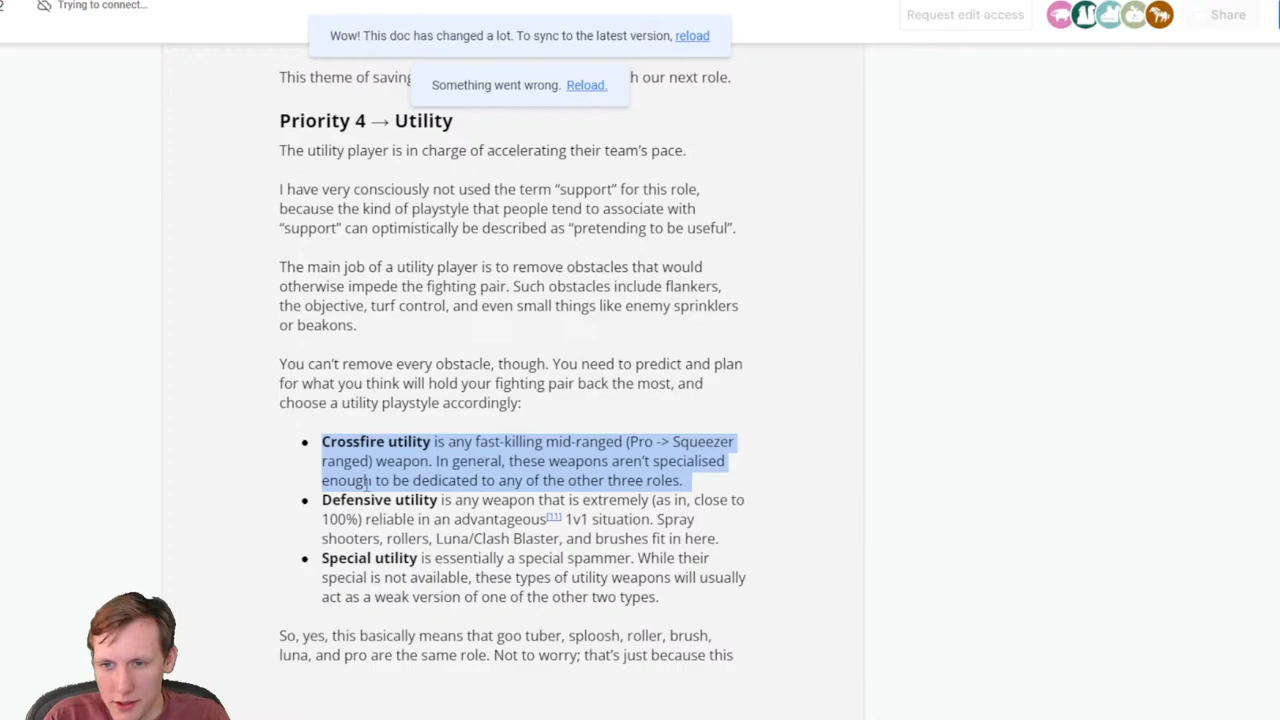 2
Trying to connect...
Request edit access
Share
Wow! This doc has changed a lot. To sync to the latest version, reload
Something went wrong. Reload.
This theme of saving
h our next role.
Priority 4 → Utility
The utility player is in charge of accelerating their team's pace.
I have very consciously not used the term “support” for this role,
because the kind of playstyle that people tend to associate with
“support” can optimistically be described as “pretending to be useful”.
The main job of a utility player is to remove obstacles that would
otherwise impede the fighting pair. Such obstacles include flankers,
the objective, turf control, and even small things like enemy sprinklers
or beakons.
You can’t remove every obstacle, though. You need to predict and plan
for what you think will hold your fighting pair back the most, and
choose a utility playstyle accordingly:
● Crossfire utility is any fast-killing mid-ranged (Pro -> Squeezer
ranged) weapon. In general, these weapons aren’t specialised
enough to be dedicated to any of the other three roles.
● Defensive utility is any weapon that is extremely (as in, close to
100%) reliable in an advantageous[11] 1v1 situation. Spray
shooters, rollers, Luna/Clash Blaster, and brushes fit in here.
● Special utility is essentially a special spammer. While their
special is not available, these types of utility weapons will usually
act as a weak version of one of the other two types.
So, yes, this basically means that goo tuber, sploosh, roller, brush,
luna, and pro are the same role. Not to worry; that’s just because this